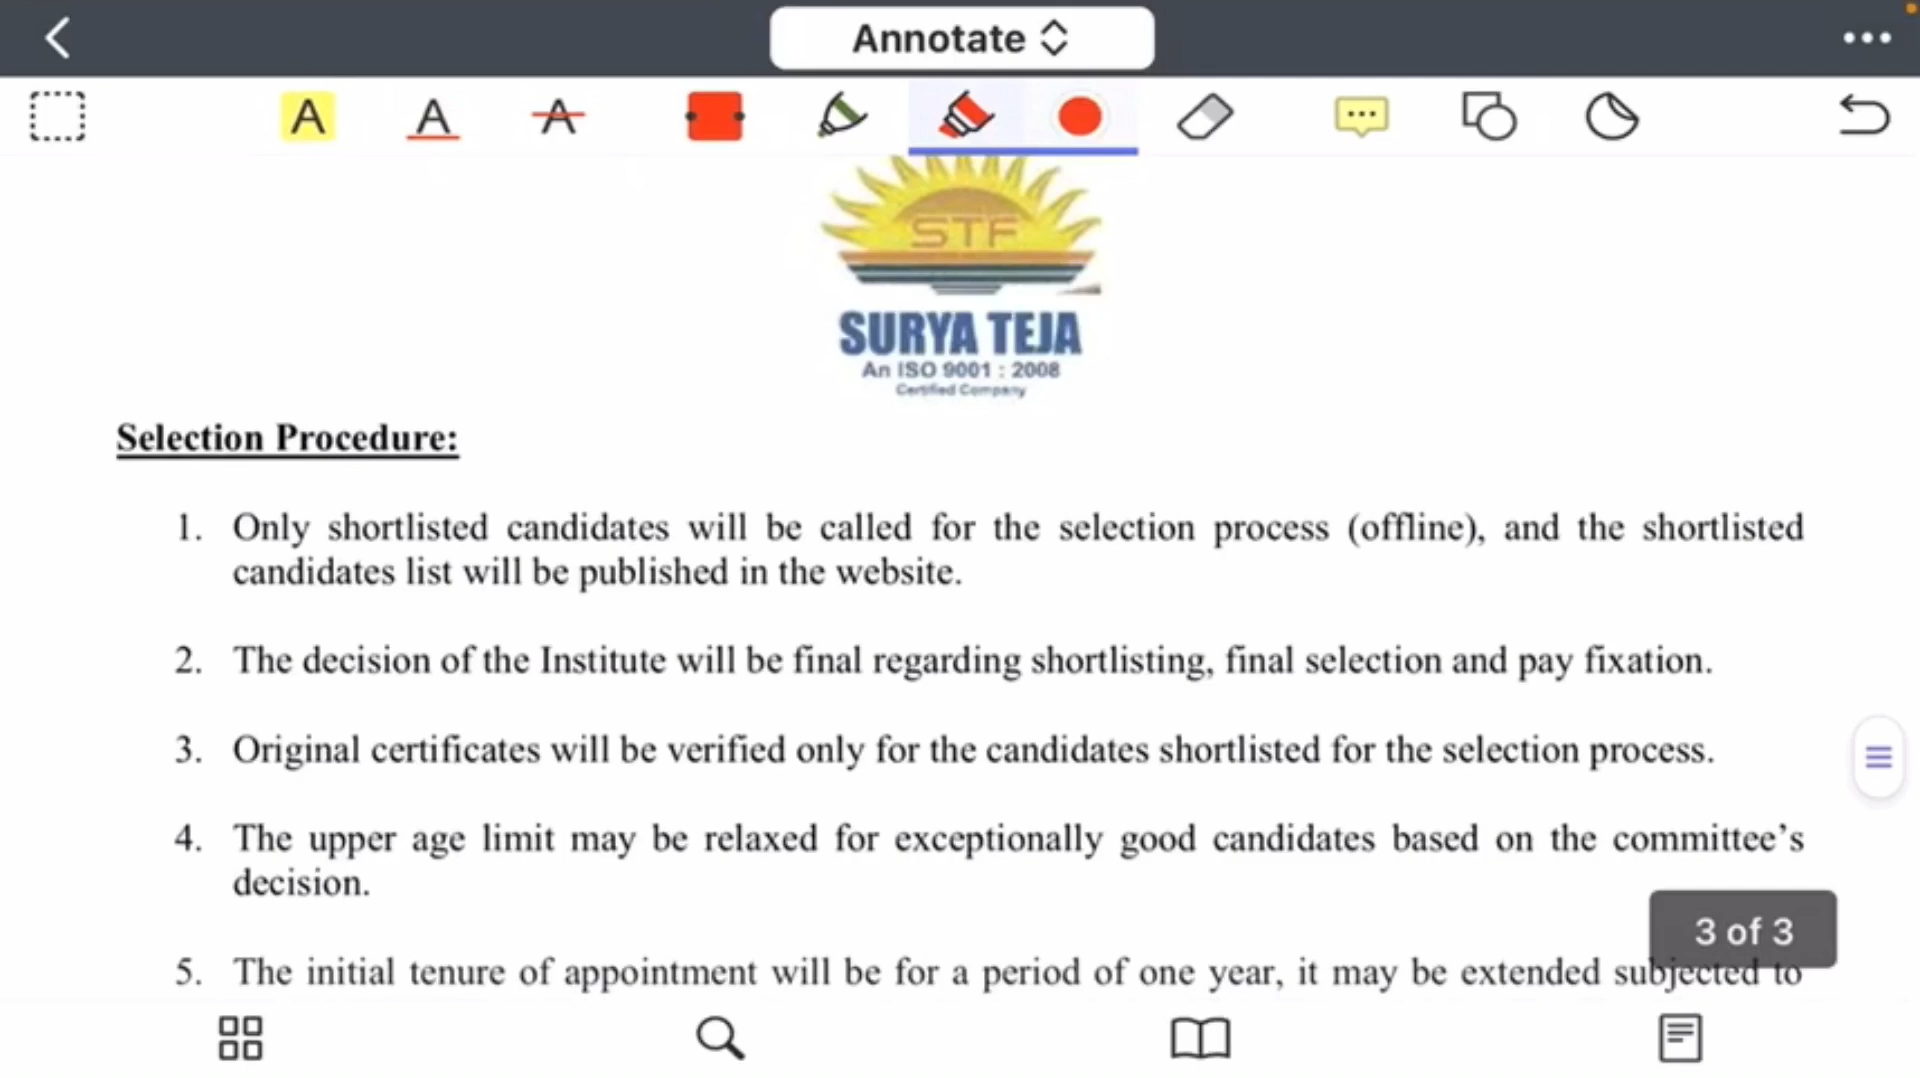 Annotate
A A A
STF
SURYA TEJA
An ISO 9001 : 2008
Certified Company
Selection Procedure:
1. Only shortlisted candidates will be called for the selection process (offline), and the shortlisted
candidates list will be published in the website.
2. The decision of the Institute will be final regarding shortlisting, final selection and pay fixation.
3. Original certificates will be verified only for the candidates shortlisted for the selection process.
4. The upper age limit may be relaxed for exceptionally good candidates based on the committee’s
decision.
3 of 3
5. The initial tenure of appointment will be for a period of one year, it may be extended subjected to